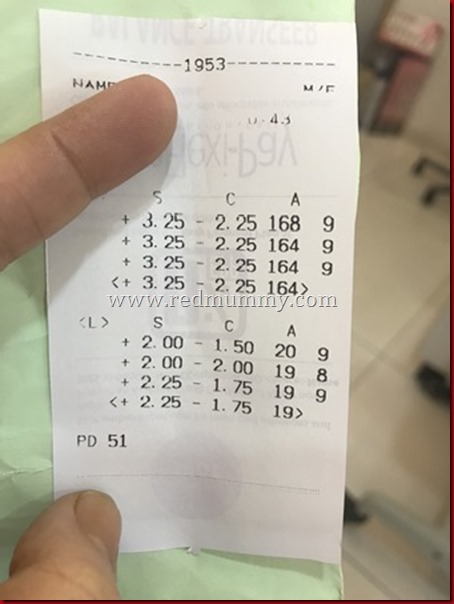 ----------1953----------
NAME
S C A
+ 3.25 - 2.25 168 9
+ 3.25 - 2.25 164 9
+ 3.25 - 2.25 164 9
<+ 3.25 - 2.25 164>
www.redmummy.com
<L> S C A
+ 2.00 - 1.50 20 9
+ 2.00 - 2.00 19 8
+ 2.25 - 1.75 19 9
<+ 2.25 - 1.75 19>
PD 51